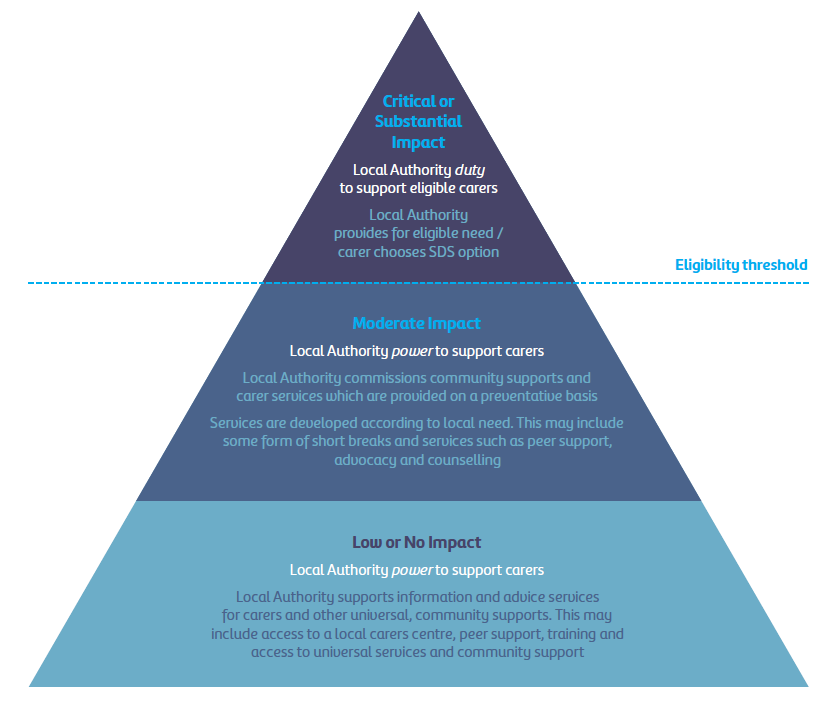 Critical or
Substantial
Impact
Local Authority duty
to support eligible carers
Local Authority
provides for eligible need /
carer chooses SDS option
Eligibility threshold
Moderate Impact
Local Authority power to support carers
Local Authority commissions community supports and
carer services which are provided on a preventative basis
Services are developed according to local need. This may include
some form of short breaks and services such as peer support,
advocacy and counselling
Low or No Impact
Local Authority power to support carers
Local Authority supports information and advice services
for carers and other universal, community supports. This may
include access to a local carers centre, peer support, training and
access to universal services and community support